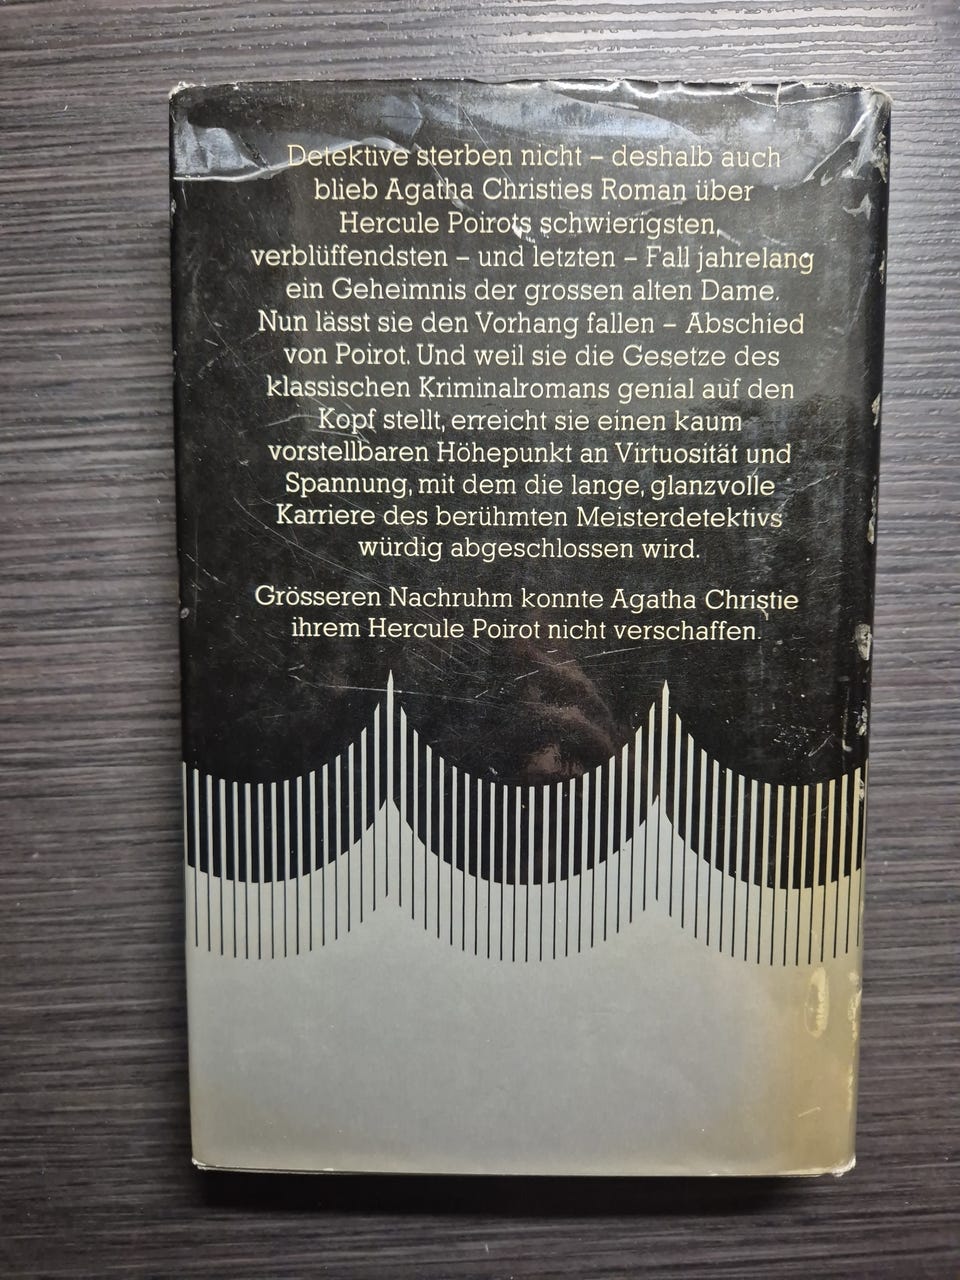 Detektive sterben nicht – deshalb auch
blieb Agatha Christies Roman über
Hercule Poirots schwierigsten,
verblüffendsten – und letzten – Fall jahrelang
ein Geheimnis der grossen alten Dame.
Nun lässt sie den Vorhang fallen – Abschied
von Poirot. Und weil sie die Gesetze des
klassischen Kriminalromans genial auf den
Kopf stellt, erreicht sie einen kaum
vorstellbaren Höhepunkt an Virtuosität und
Spannung, mit dem die lange, glanzvolle
Karriere des berühmten Meisterdetektivs
würdig abgeschlossen wird.
Grösseren Nachruhm konnte Agatha Christie
ihrem Hercule Poirot nicht verschaffen.